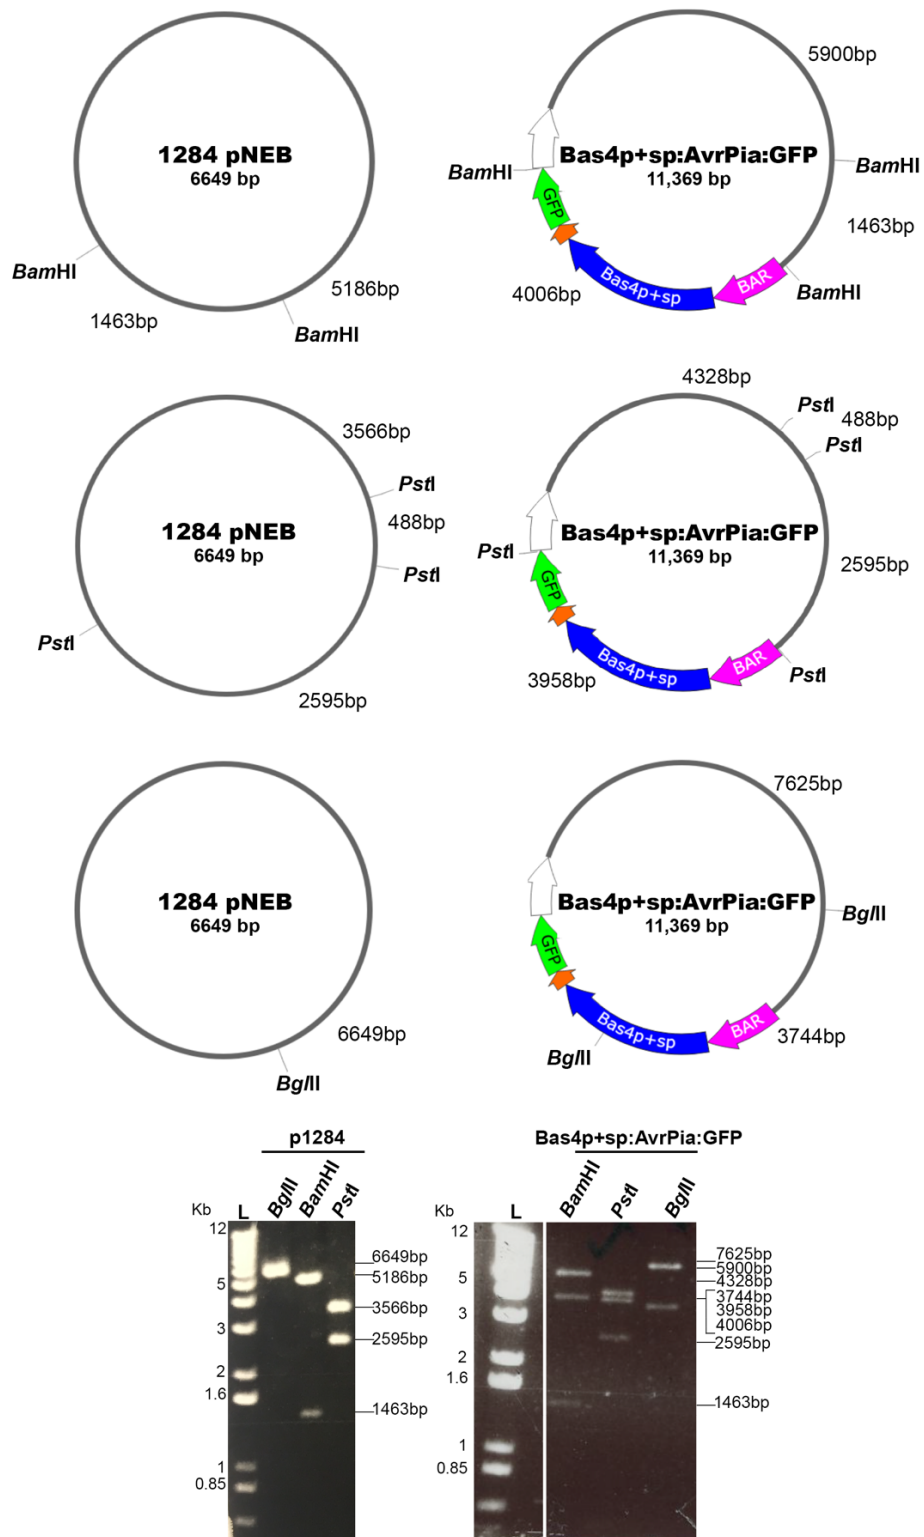 5900bp
1284 pNEB
6649 bp
Bas4p+sp:AvrPia:GFP
11,369 bp
BamHI
BamHI
GFP
1463bp
BamHI
5186bp
1463bp
BamHI
Bas4p+sp
BAR
BamHI
4006bp
4328bp
PstI
488bp
PstI
3566bp
PstI
488bp
1284 pNEB
6649 bp
PstI
Bas4p+sp:AvrPia:GFP
11,369 bp
PstI
2595bp
GFP
PstI
2595bp
Bas4p+sp
BAR
PstI
3958bp
7625bp
1284 pNEB
6649 bp
Bas4p+sp:AvrPia:GFP
11,369 bp
BglII
GFP
6649bp
BglII
Bas4p+sp
BAR
3744bp
BglII
p1284
Kb
L
BglII
BamHI
PstI
12
5
3
2
1.6
1
0.85
6649bp
5186bp
3566bp
2595bp
1463bp
Bas4p+sp:AvrPia:GFP
Kb
L
BamHI
PstI
BglII
12
5
3
2
1.6
1
0.85
7625bp
5900bp
4328bp
3744bp
3958bp
4006bp
2595bp
1463bp